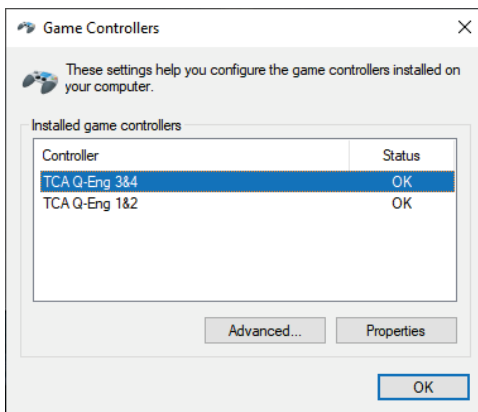 Game Controllers
These settings help you configure the game controllers installed on
your computer.
Installed game controllers
Controller Status
TCA Q-Eng 3&4 OK
TCA Q-Eng 1&2 OK
Advanced... Properties
OK